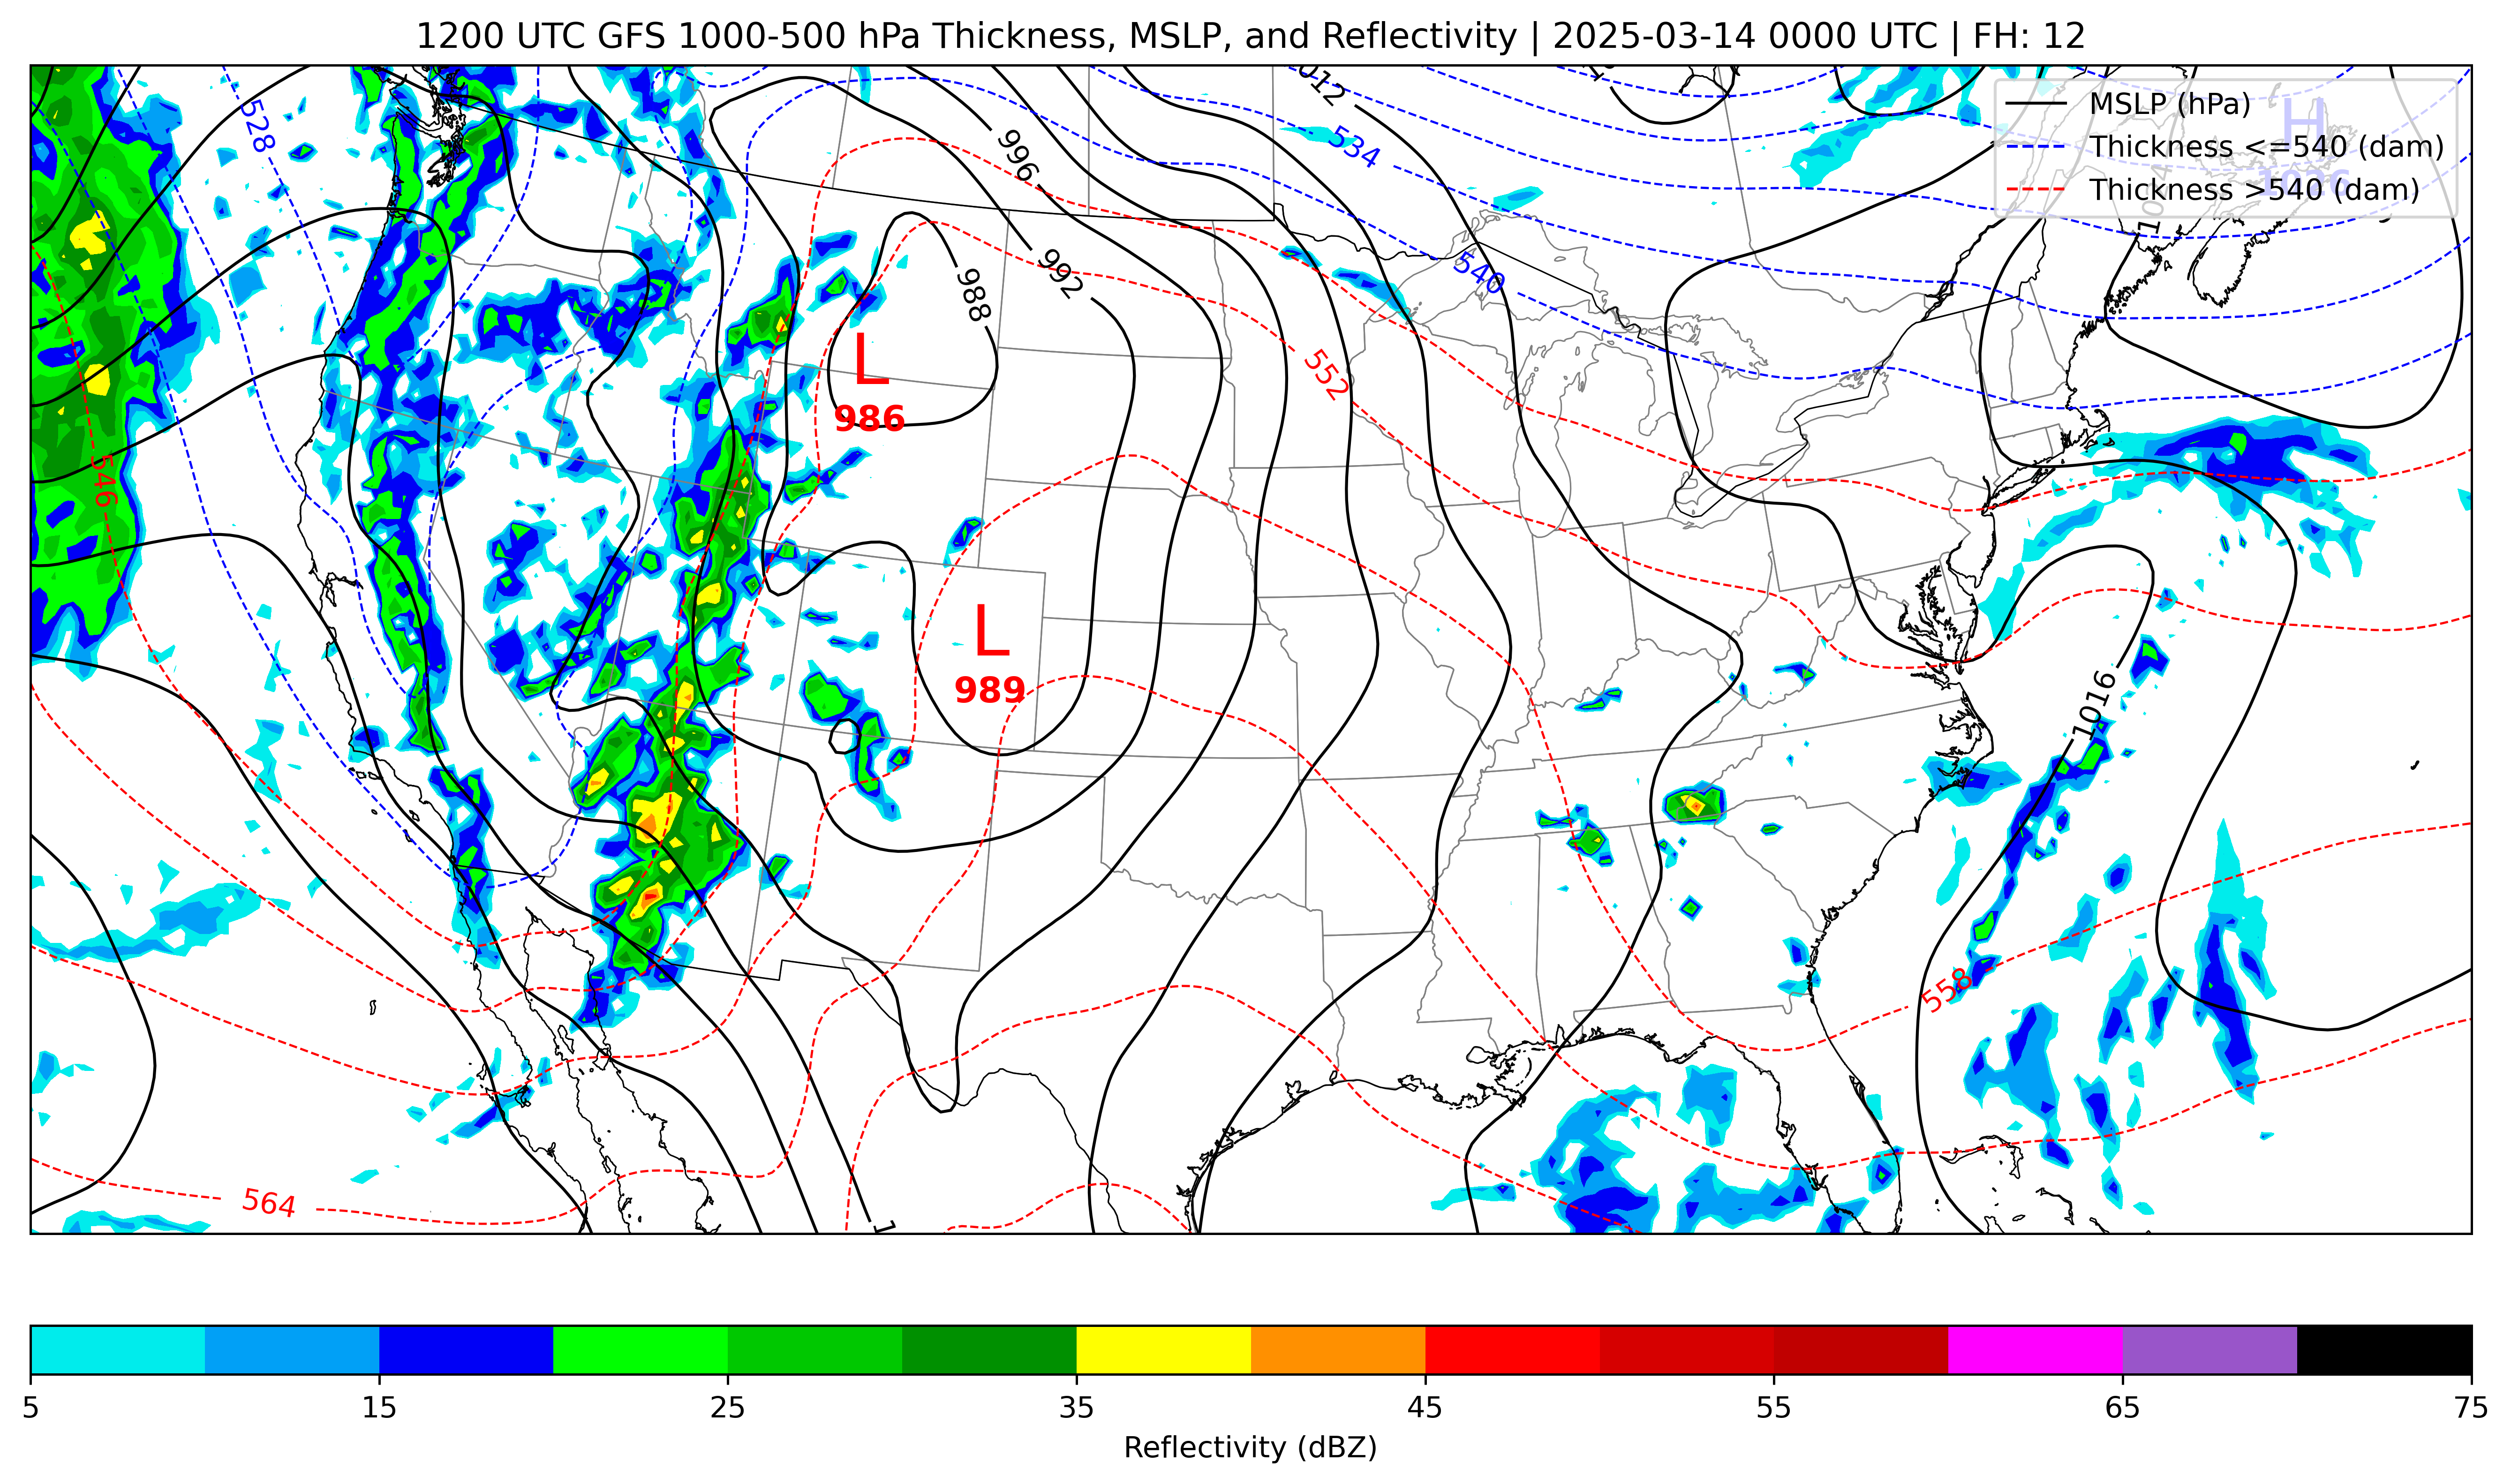 1200 UTC GFS 1000-500 hPa Thickness, MSLP, and Reflectivity | 2025-03-14 0000 UTC | FH: 12
MSLP (hPa)
Thickness <=540 (dam)
Thickness >540 (dam)
H
1026
528
996
534
992
540
988
L
986
552
546
L
989
1016
558
564
5
15
25
35
45
55
65
75
Reflectivity (dBZ)